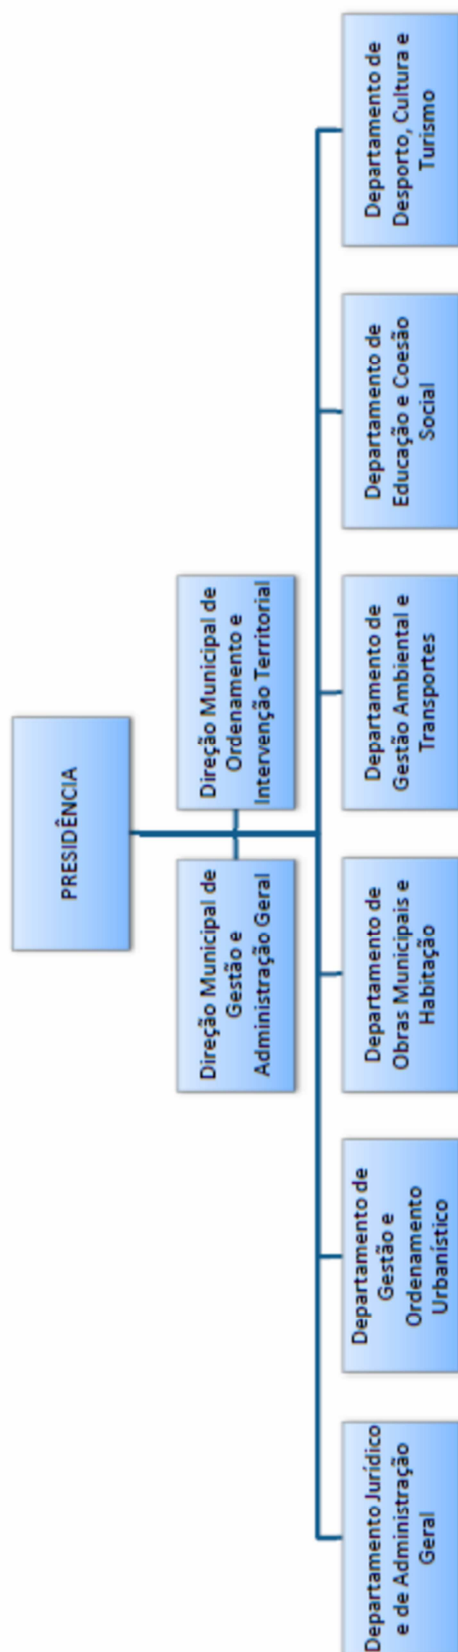 PRESIDÊNCIA
Direção Municipal de
Gestão e
Administração Geral
Direção Municipal de
Ordenamento e
Intervenção Territorial
Departamento Jurídico
e de Administração
Geral
Departamento de
Gestão e
Ordenamento
Urbanístico
Departamento de
Obras Municipais e
Habitação
Departamento de
Gestão Ambiental e
Transportes
Departamento de
Educação e Coesão
Social
Departamento de
Desporto, Cultura e
Turismo